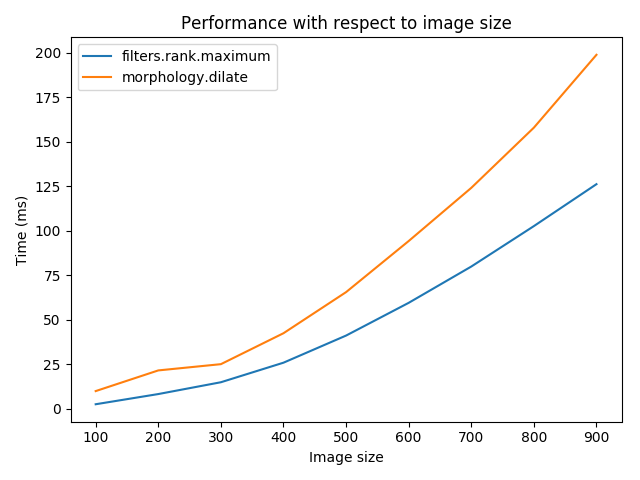 Performance with respect to image size
filters.rank.maximum
morphology.dilate
Time (ms)
200
175
150
125
100
75
50
25
0
100 200 300 400 500 600 700 800 900
Image size